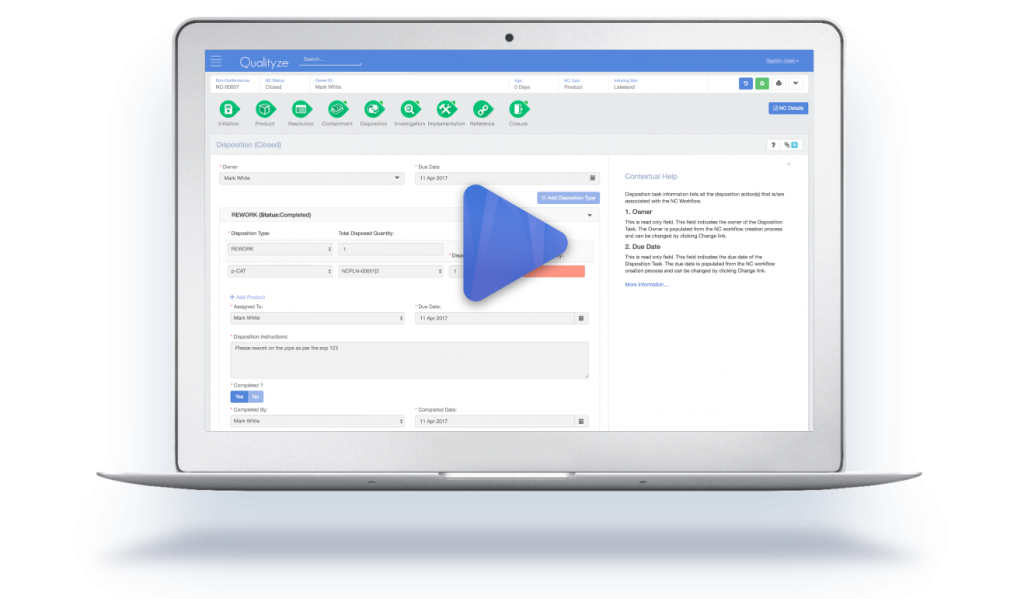 Qualityze
Search...
Non-Conformance NC Status Owner ID: Age: NC Type: Initiating Site:
NC-00857 Closed Mark White 0 Days Product Lakeland
Initiation Product Resolution Containment Disposition Investigation Implementation Reference Closure
NC Details
Disposition (Closed)
?
* Owner * Due Date
Mark White 11 Apr 2017
Add Disposition Type
REWORK (Status:Completed)
* Disposition Type: Total Disposed Quantity:
REWORK 1
p-CAT 1
+ Add Product
* Assigned To: * Due Date:
Mark White 11 Apr 2017
* Disposition Instructions:
Please rework on the pipe as per the sop 123
* Completed ?
Yes No
* Completed By: * Completed Date:
Mark White 11 Apr 2017
Contextual Help
Disposition task information lists all the disposition action(s) that is/are
associated with the NC Workflow.
1. Owner
This is read only field. This field indicates the owner of the Disposition
Task. The Owner is populated from the NC workflow creation process
and can be changed by clicking Change link.
2. Due Date
This is read only field. This field indicates the due date of the
Disposition Task. The due date is populated from the NC workflow
creation process and can be changed by clicking Change link.
More Information...